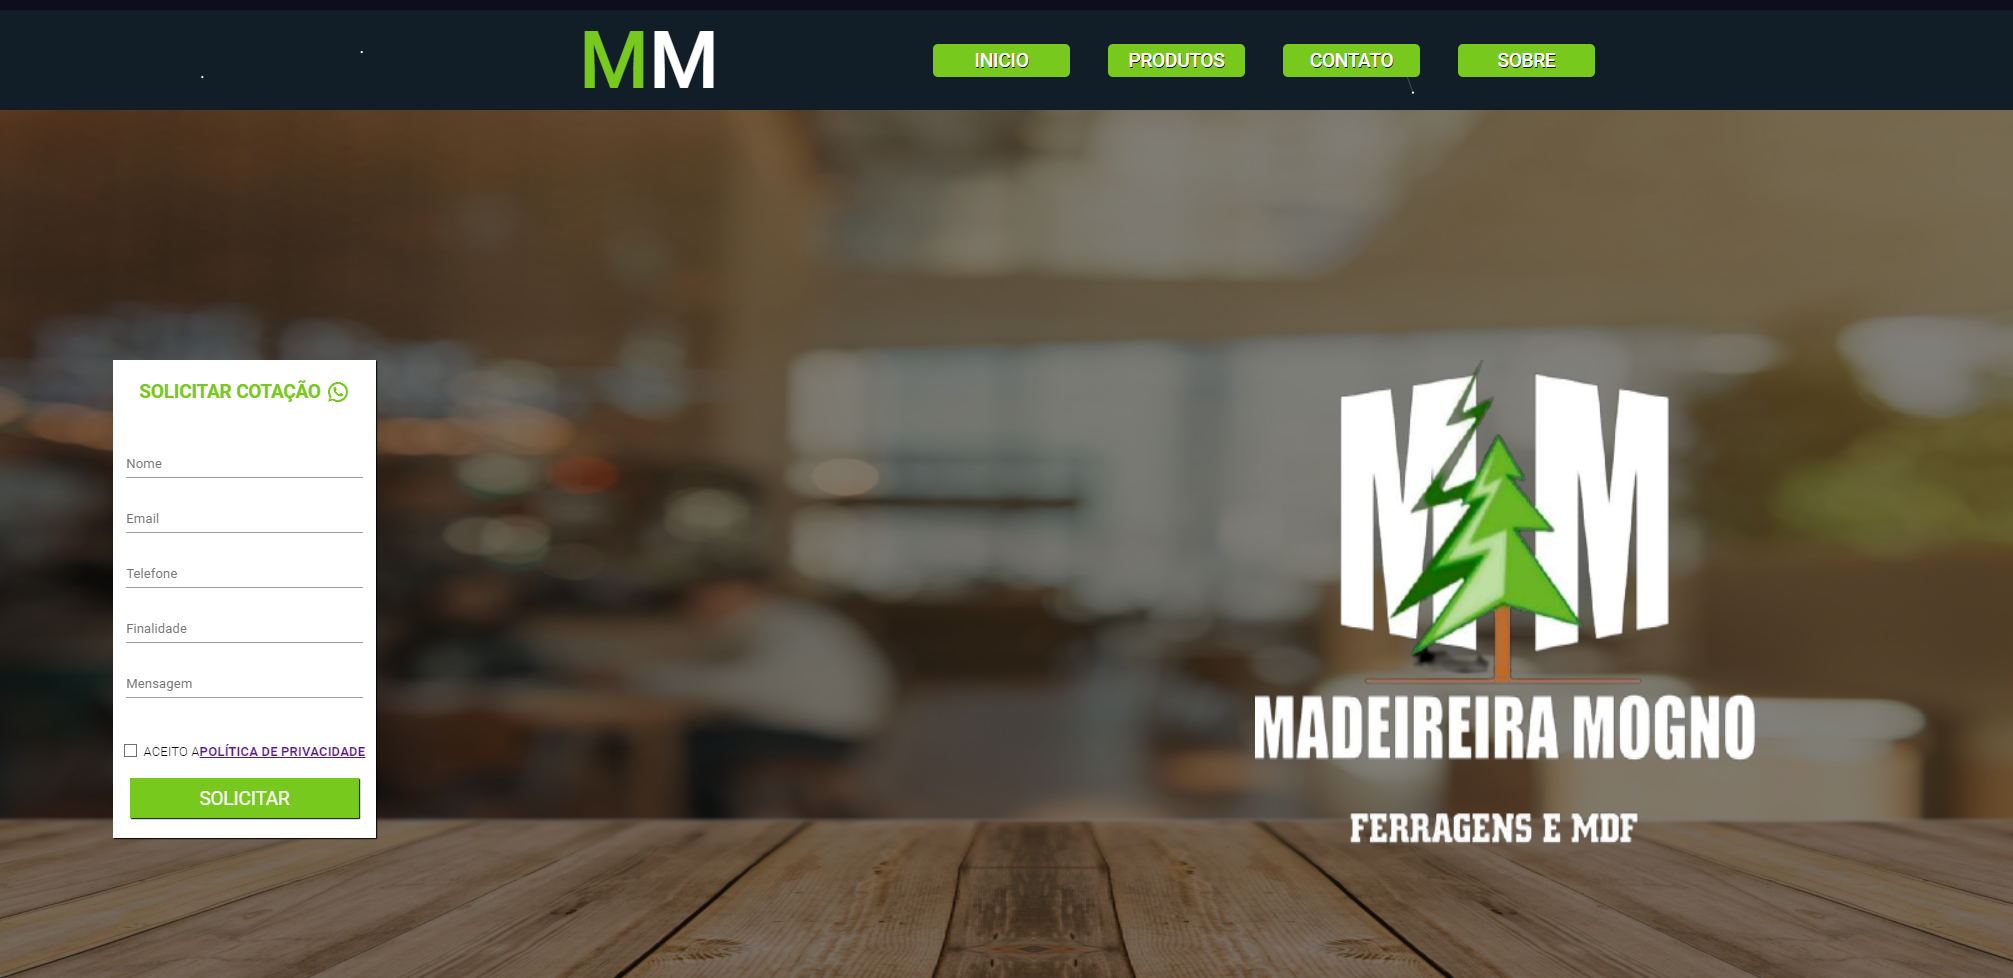 MM
INICIO
PRODUTOS
CONTATO
SOBRE
SOLICITAR COTAÇÃO
Nome
Email
Telefone
Finalidade
Mensagem
ACEITO APOLÍTICA DE PRIVACIDADE
SOLICITAR
MM
MADEIREIRA MOGNO
FERRAGENS E MDF